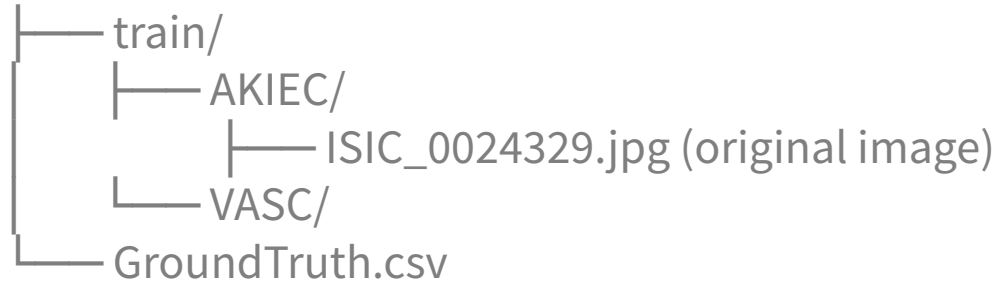 ├── train/
│   ├── AKIEC/
│   │   ├── ISIC_0024329.jpg (original image)
│   └── VASC/
└── GroundTruth.csv